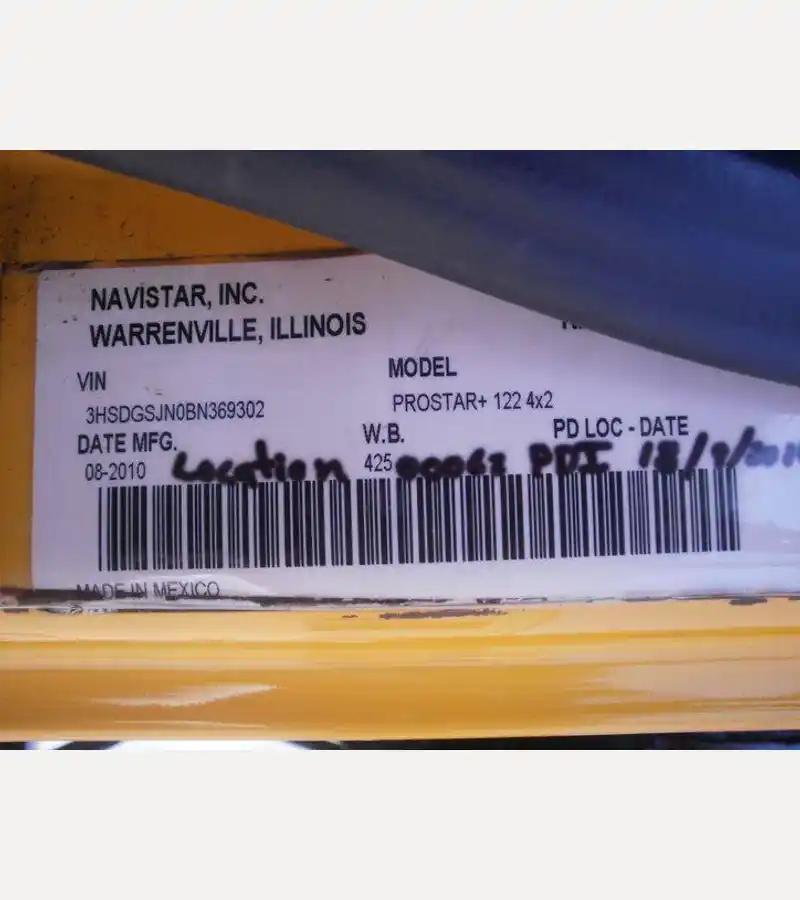 NAVISTAR, INC.
WARRENVILLE, ILLINOIS
VIN
MODEL
3HSDGSJN0BN369302
PROSTAR+ 122 4x2
DATE MFG.
W.B.
PD LOC - DATE
08-2010
Location
425
PDI
MADE IN MEXICO